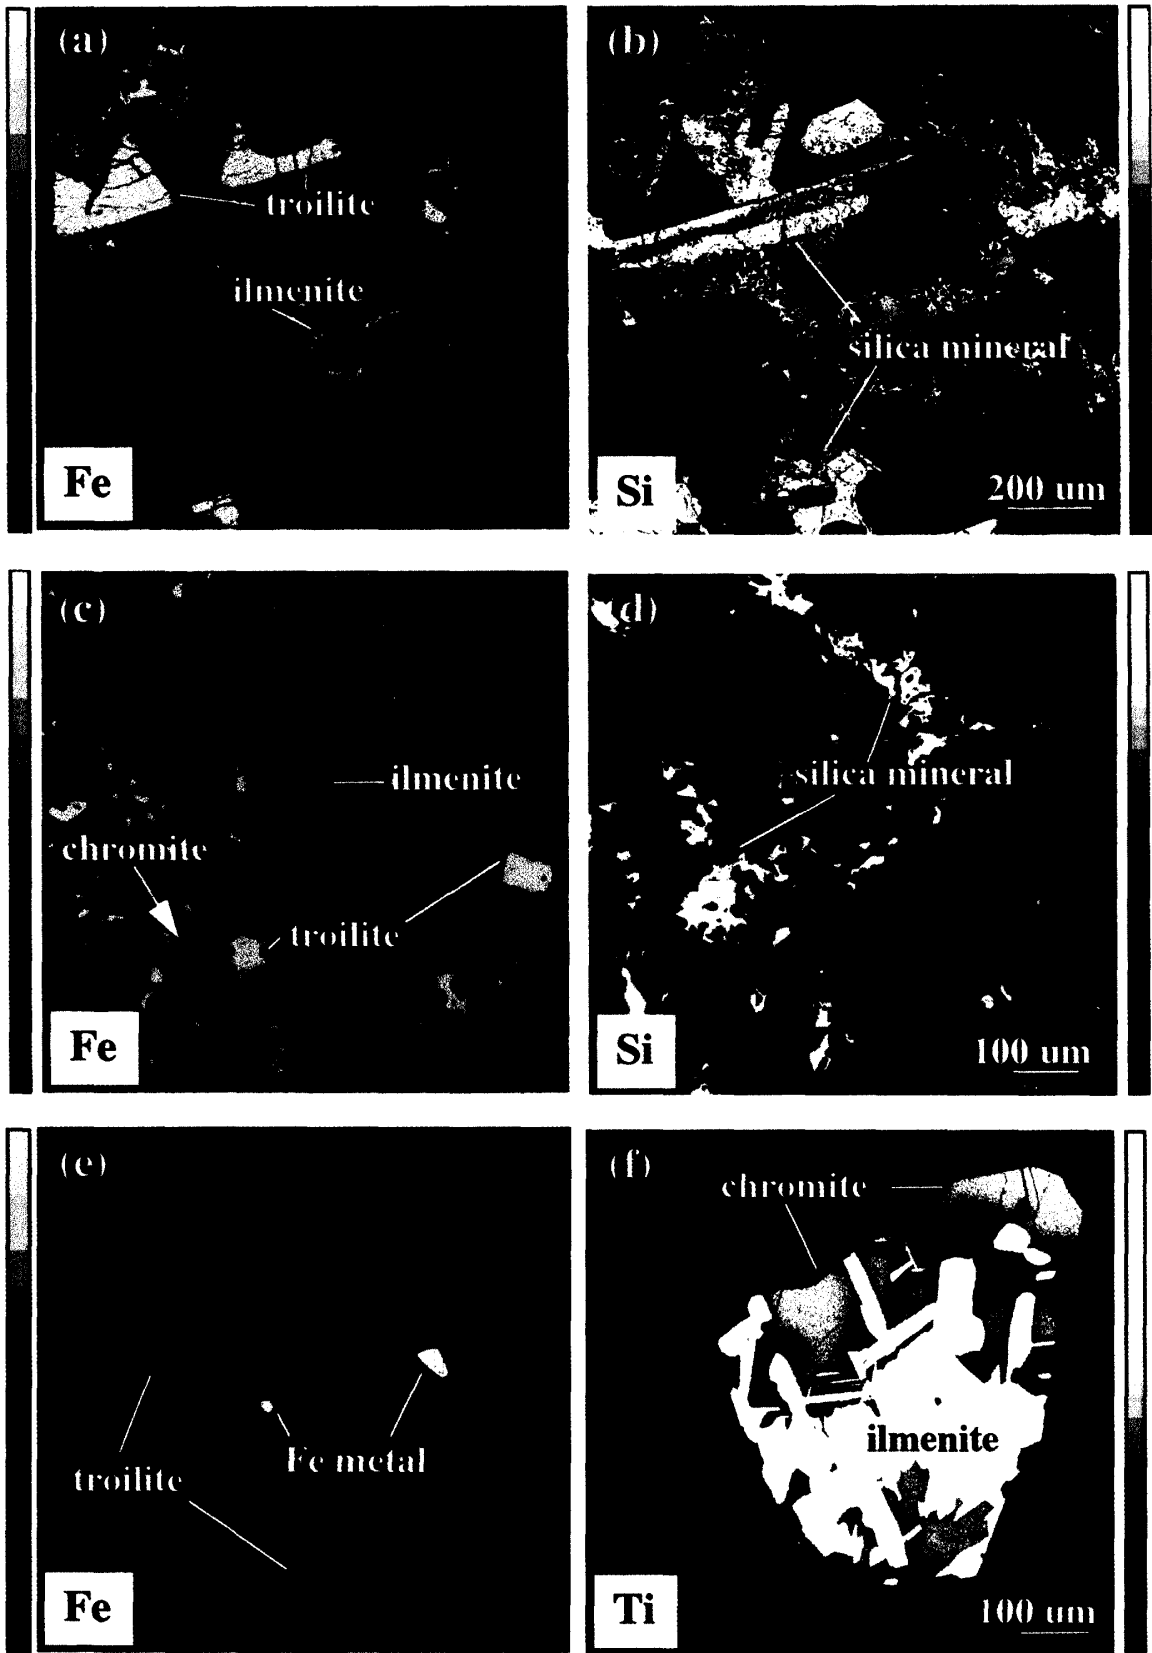 (a)
troilite
ilmenite
Fe
(b)
silica mineral
Si
200 um
(c)
ilmenite
chromite
troilite
Fe
(d)
silica mineral
Si
100 um
(e)
Fe metal
troilite
Fe
(f)
chromite
ilmenite
Ti
100 um